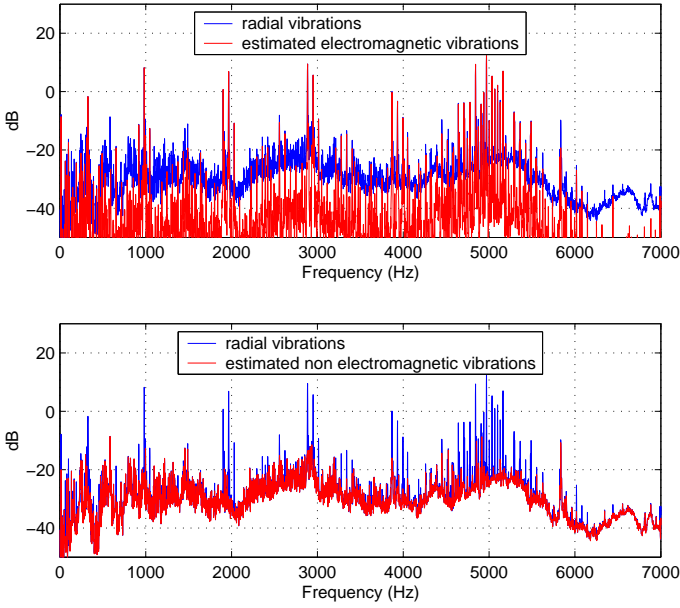 radial vibrations
estimated electromagnetic vibrations
20
0
−20
−40
dB
0 1000 2000 3000 4000 5000 6000 7000
Frequency (Hz)
radial vibrations
estimated non electromagnetic vibrations
20
0
−20
−40
dB
0 1000 2000 3000 4000 5000 6000 7000
Frequency (Hz)